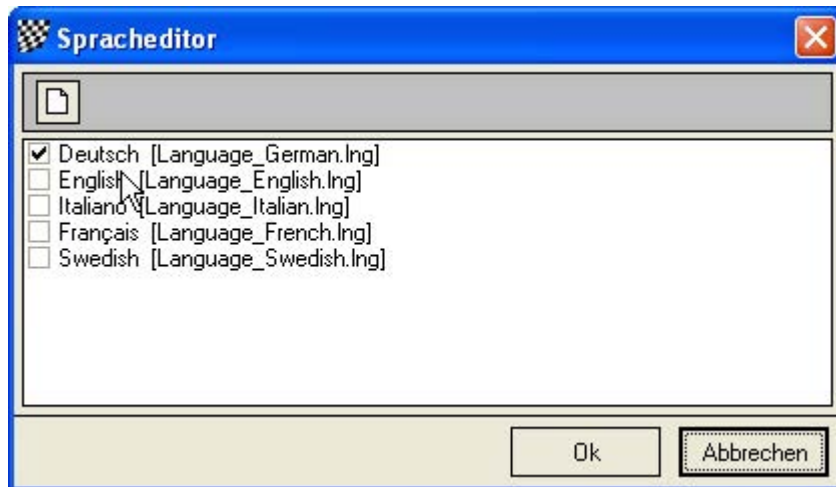 Spracheditor
Deutsch [Language_German.lng]
English [Language_English.lng]
Italiano [Language_Italian.lng]
Français [Language_French.lng]
Swedish [Language_Swedish.lng]
Ok Abbrechen